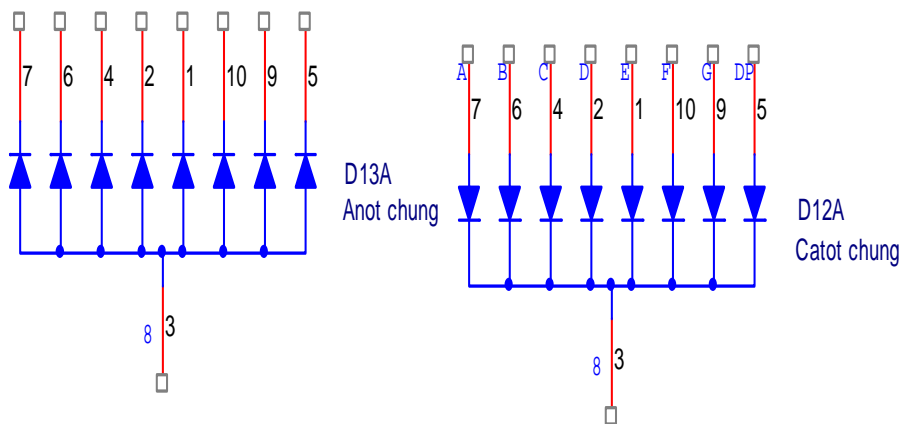 7 6 4 2 1 10 9 5
D13A
Anot chung
8 3
A B C D E F G DP
7 6 4 2 1 10 9 5
D12A
Catot chung
8 3